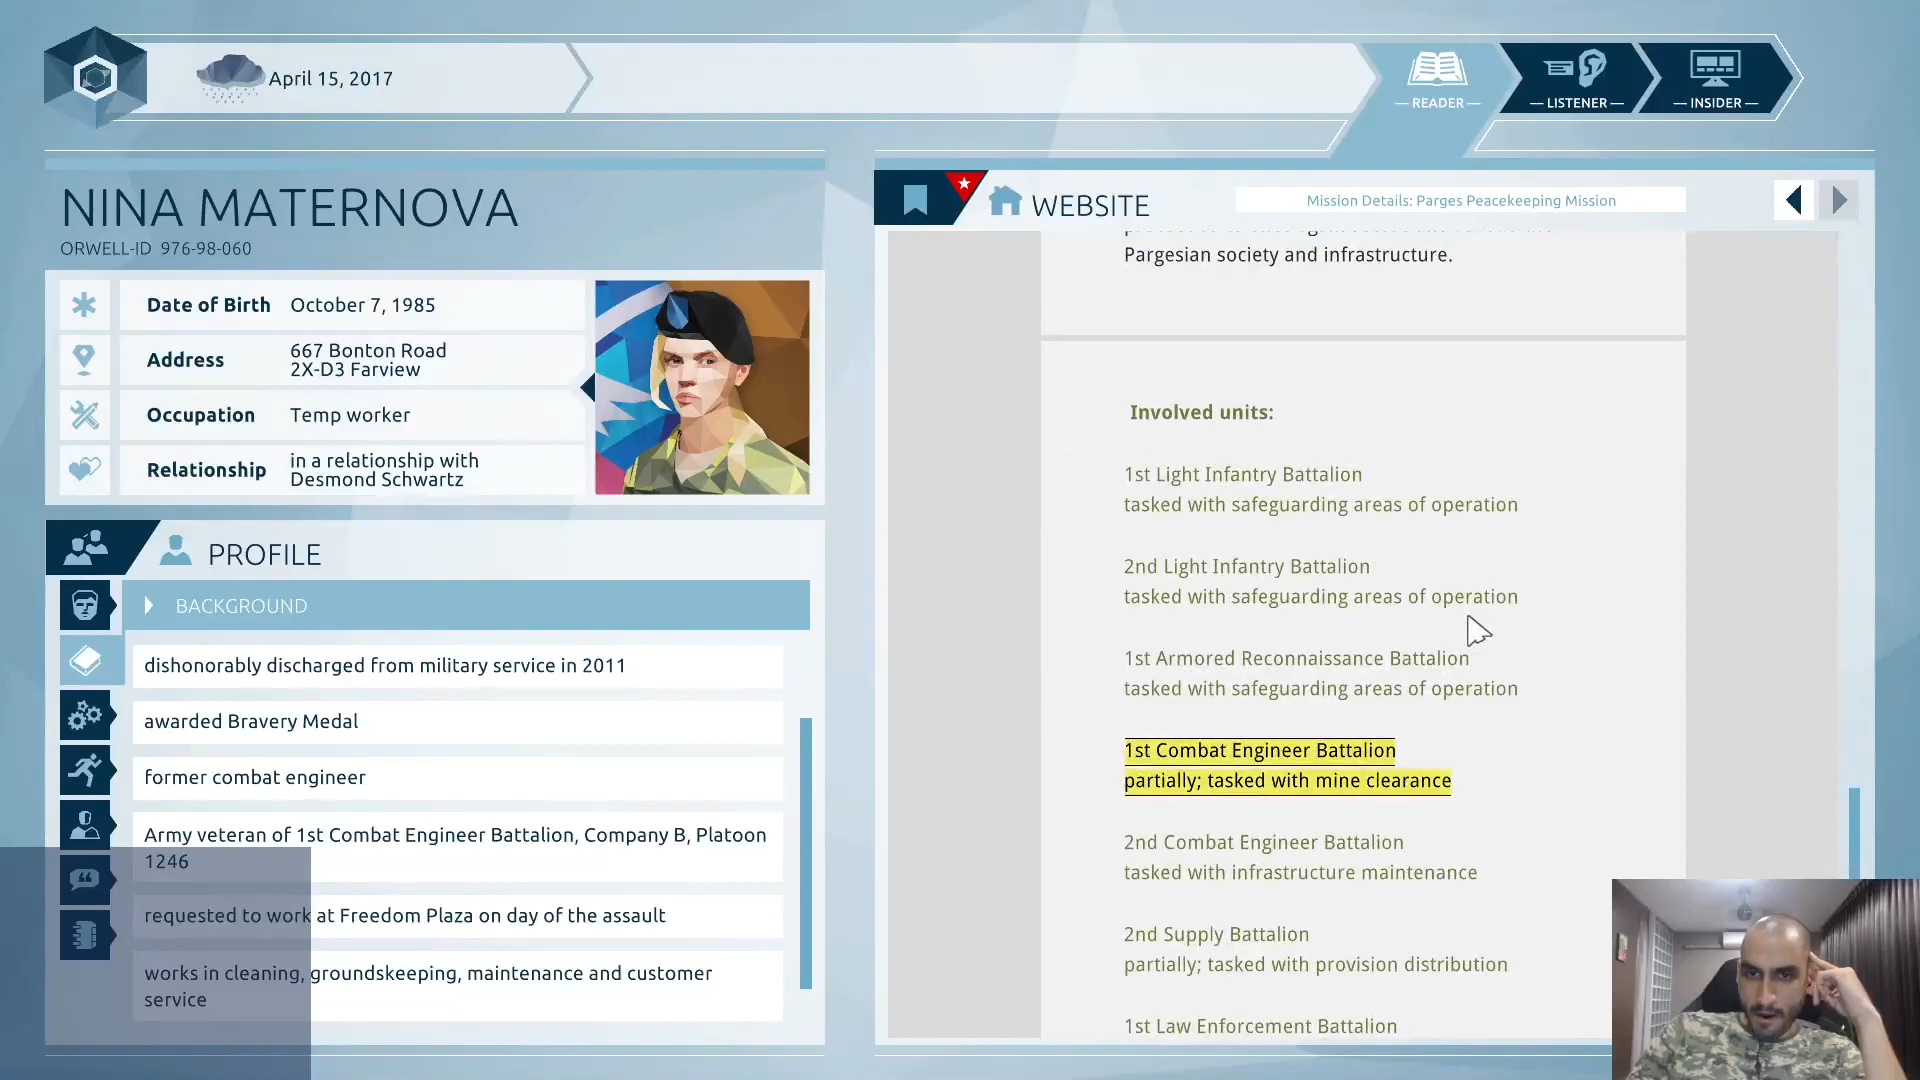 April 15, 2017
— READER —
— LISTENER —
— INSIDER —
NINA MATERNOVA
ORWELL-ID 976-98-060
Date of Birth October 7, 1985
Address 667 Bonton Road
2X-D3 Farview
Occupation Temp worker
Relationship in a relationship with
Desmond Schwartz
PROFILE
BACKGROUND
dishonorably discharged from military service in 2011
awarded Bravery Medal
former combat engineer
Army veteran of 1st Combat Engineer Battalion, Company B, Platoon
1246
requested to work at Freedom Plaza on day of the assault
works in cleaning, groundskeeping, maintenance and customer
service
WEBSITE
Mission Details: Parges Peacekeeping Mission
Pargesian society and infrastructure.
Involved units:
1st Light Infantry Battalion
tasked with safeguarding areas of operation
2nd Light Infantry Battalion
tasked with safeguarding areas of operation
1st Armored Reconnaissance Battalion
tasked with safeguarding areas of operation
1st Combat Engineer Battalion
partially; tasked with mine clearance
2nd Combat Engineer Battalion
tasked with infrastructure maintenance
2nd Supply Battalion
partially; tasked with provision distribution
1st Law Enforcement Battalion